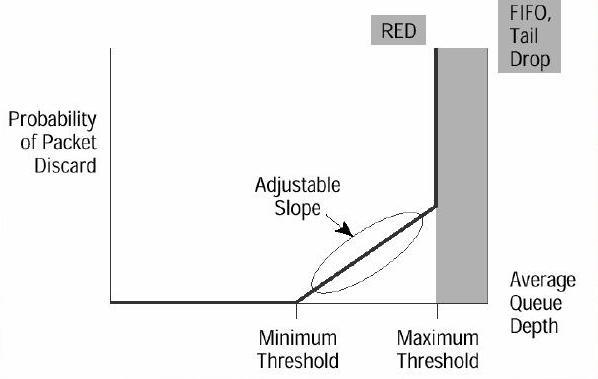 RED
FIFO,
Tail
Drop
Probability
of Packet
Discard
Adjustable
Slope
Average
Queue
Depth
Minimum
Threshold
Maximum
Threshold